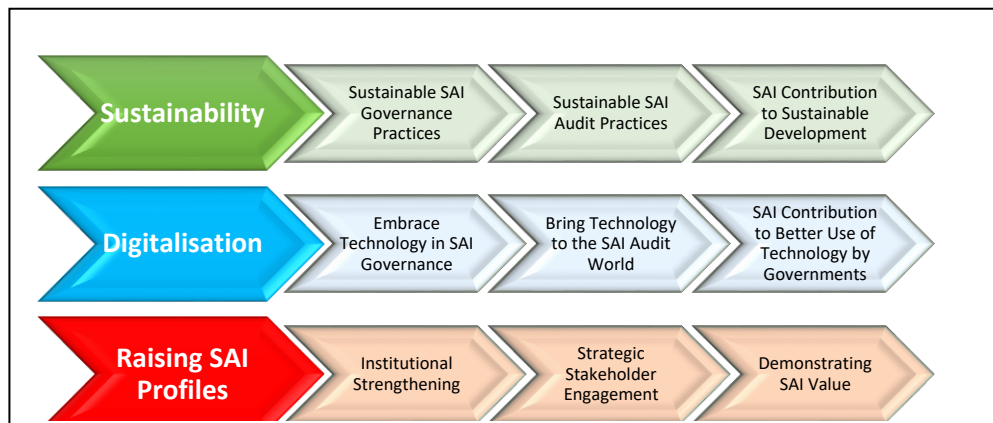 Sustainability
Sustainable SAI
Governance
Practices
Sustainable SAI
Audit Practices
SAI Contribution
to Sustainable
Development
Digitalisation
Embrace
Technology in SAI
Governance
Bring Technology
to the SAI Audit
World
SAI Contribution
to Better Use of
Technology by
Governments
Raising SAI
Profiles
Institutional
Strengthening
Strategic
Stakeholder
Engagement
Demonstrating
SAI Value